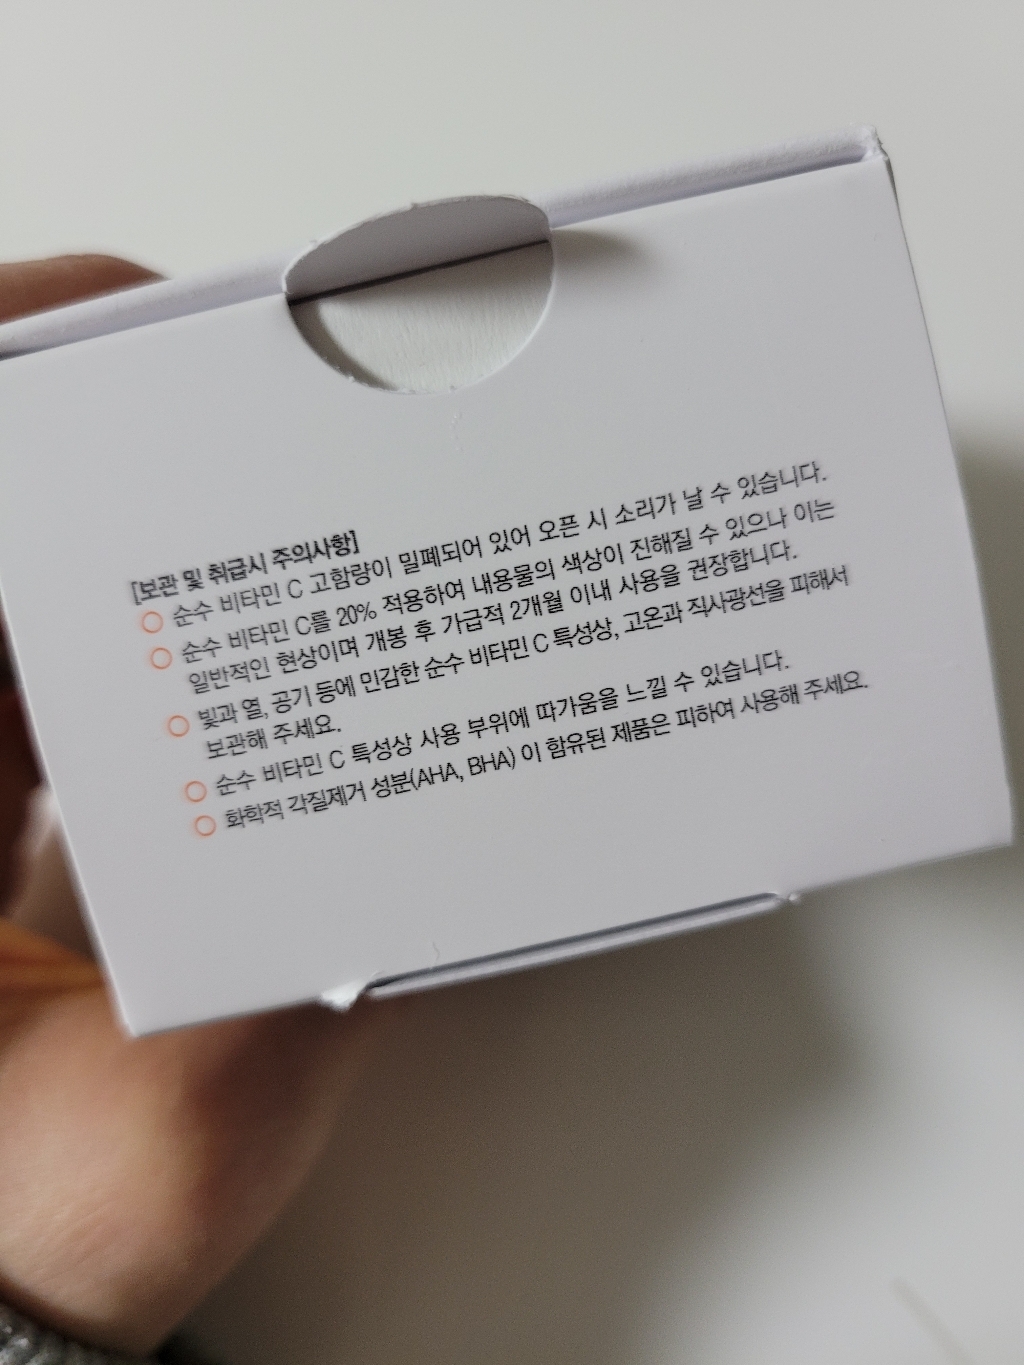 [보관 및 취급시 주의사항]
○ 순수 비타민 C 고함량이 밀폐되어 있어 오픈 시 소리가 날 수 있습니다.
○ 순수 비타민 C를 20% 적용하여 내용물의 색상이 진해질 수 있으나 이는
일반적인 현상이며 개봉 후 가급적 2개월 이내 사용을 권장합니다.
○ 빛과 열, 공기 등에 민감한 순수 비타민 C 특성상, 고온과 직사광선을 피해서
보관해 주세요.
○ 순수 비타민 C 특성상 사용 부위에 따가움을 느낄 수 있습니다.
○ 화학적 각질제거 성분(AHA, BHA) 이 함유된 제품은 피하여 사용해 주세요.